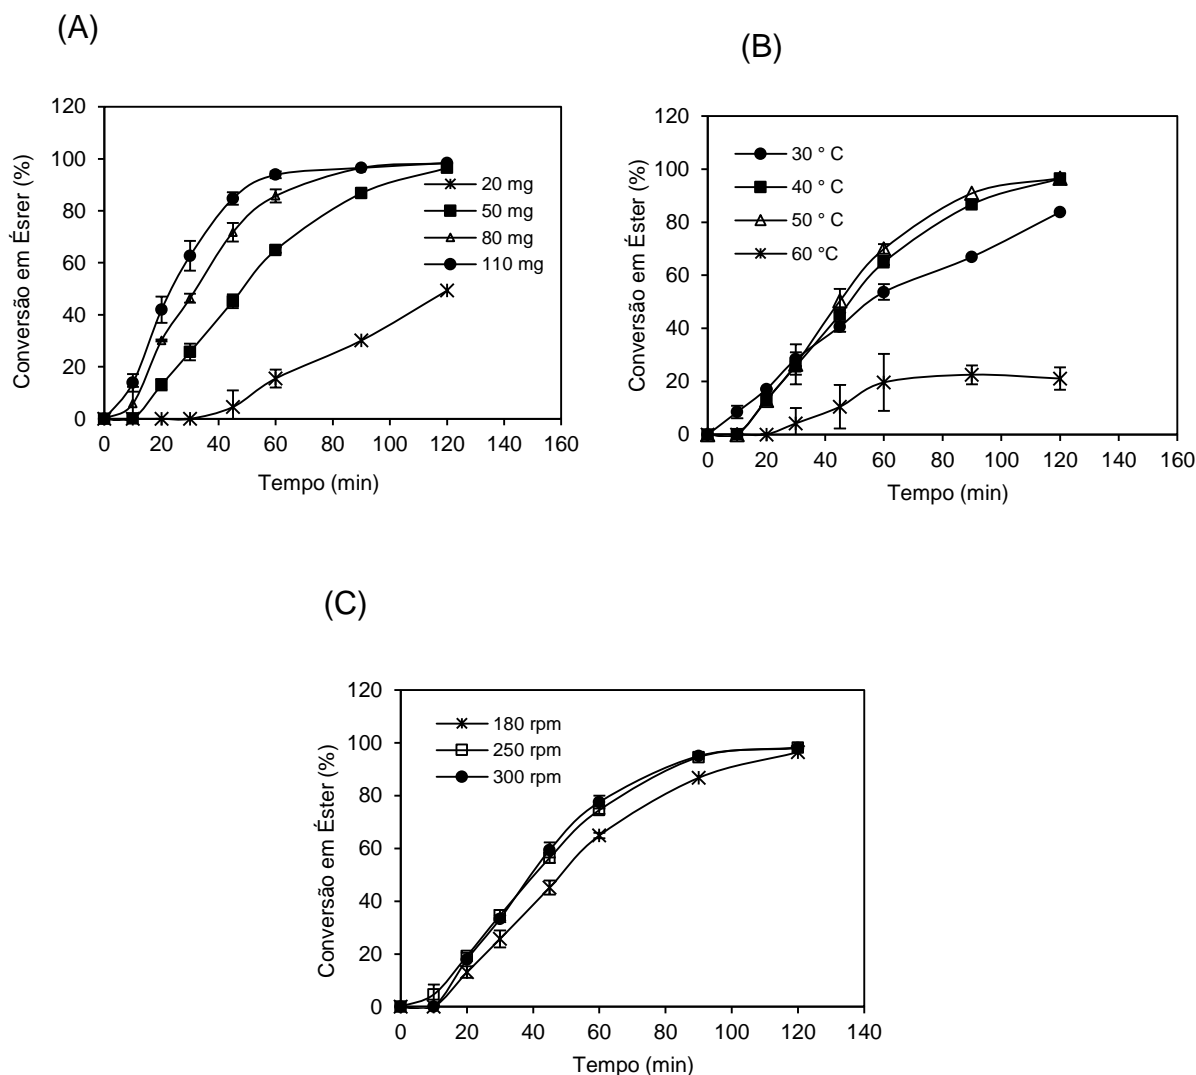 (A)
120
100
80
60
40
20
0
Conversão em Ésrer (%)
20 mg
50 mg
80 mg
110 mg
0 20 40 60 80 100 120 140 160
Tempo (min)
(B)
120
100
80
60
40
20
0
Conversão em Éster (%)
30 ° C
40 ° C
50 ° C
60 °C
0 20 40 60 80 100 120 140 160
Tempo (min)
(C)
120
100
80
60
40
20
0
Conversão em Éster (%)
180 rpm
250 rpm
300 rpm
0 20 40 60 80 100 120 140
Tempo (min)